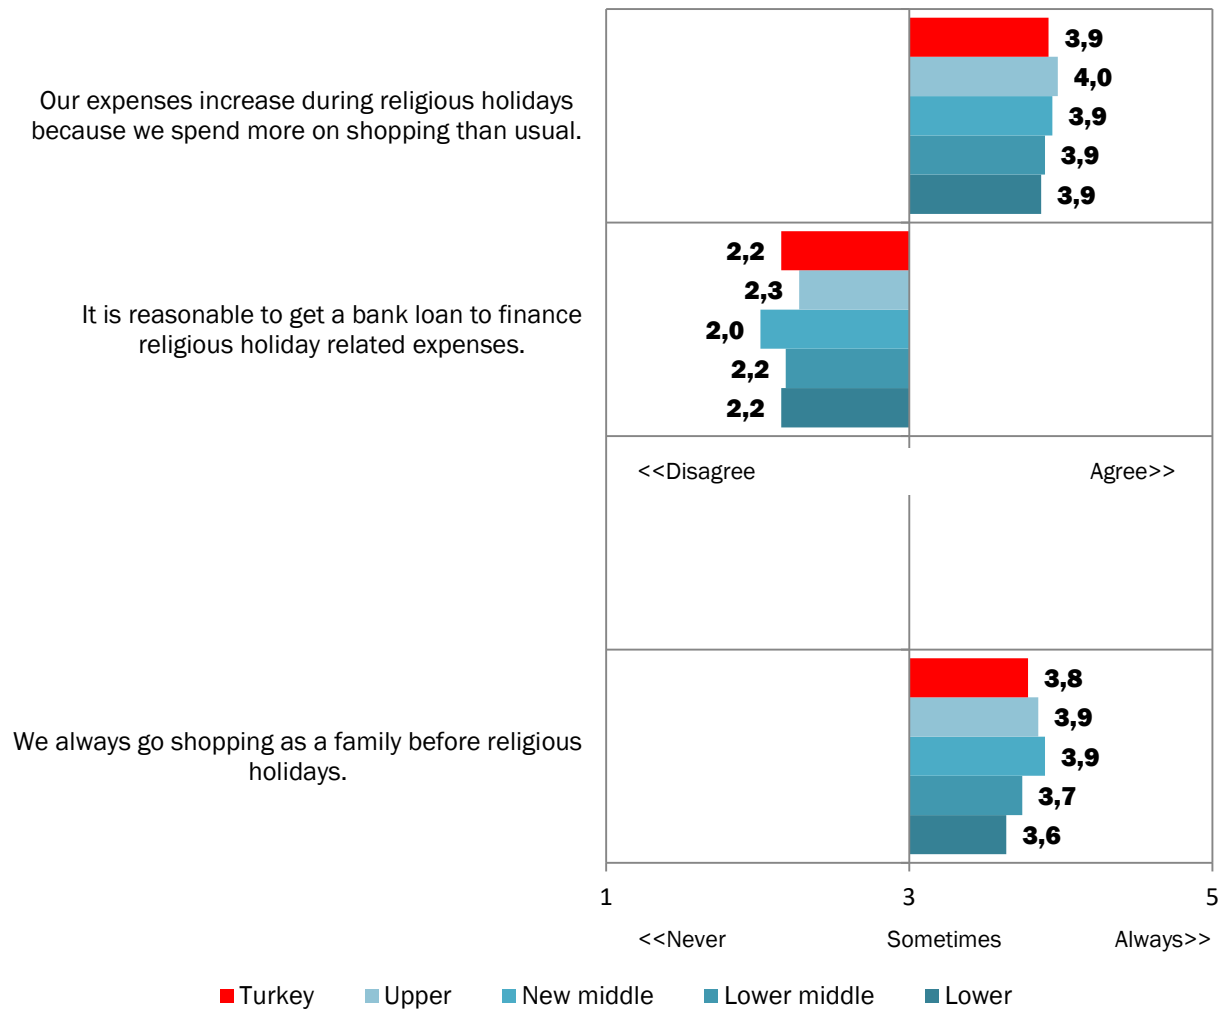 Our expenses increase during religious holidays
because we spend more on shopping than usual.
3,9
4,0
3,9
3,9
3,9
It is reasonable to get a bank loan to finance
religious holiday related expenses.
2,2
2,3
2,0
2,2
2,2
<<Disagree
Agree>>
We always go shopping as a family before religious
holidays.
3,8
3,9
3,9
3,7
3,6
1
3
5
<<Never
Sometimes
Always>>
Turkey
Upper
New middle
Lower middle
Lower